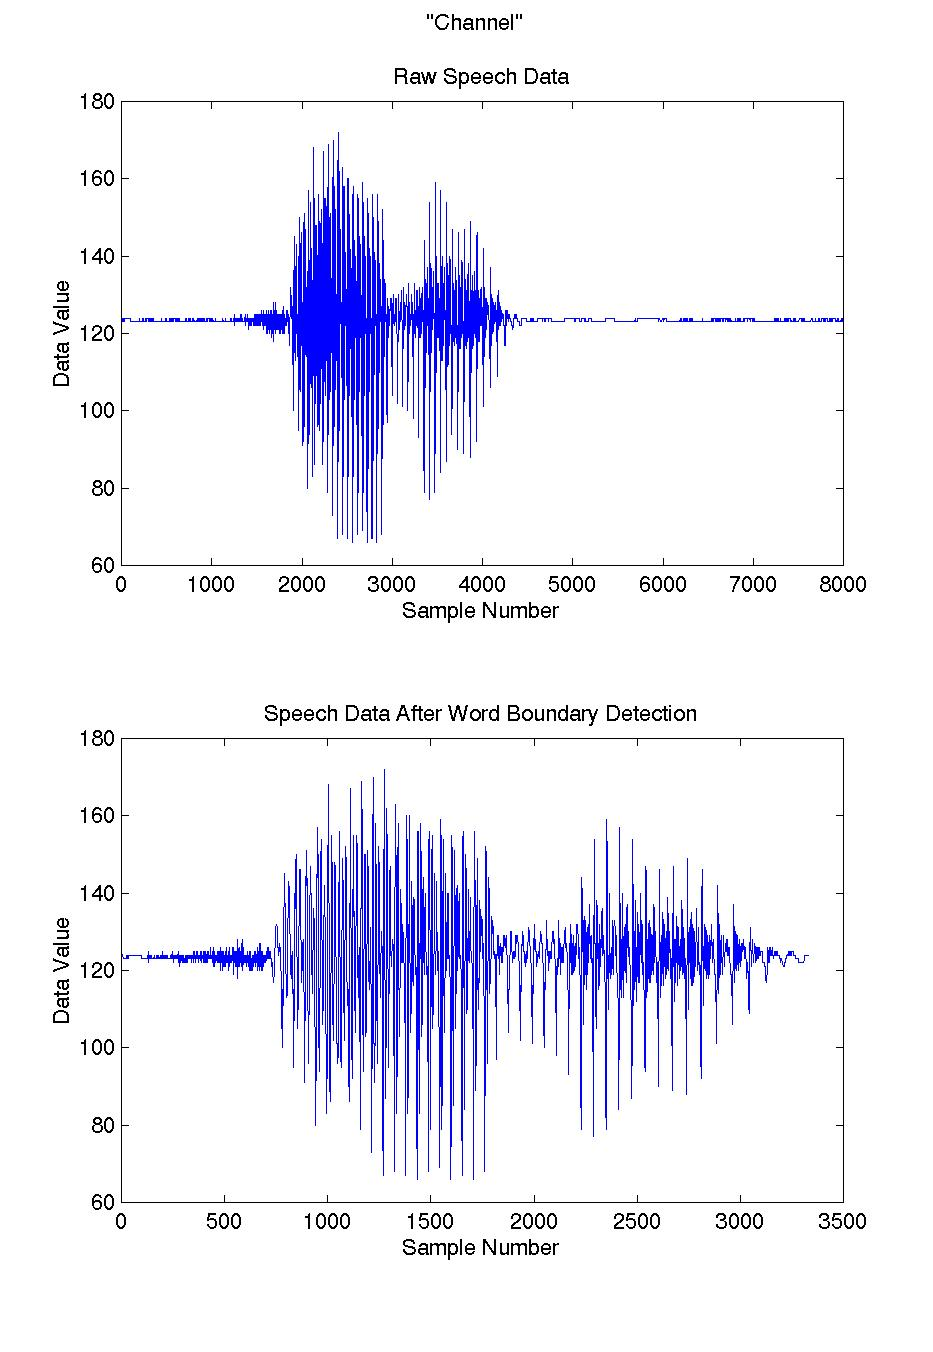 "Channel"
Raw Speech Data
180
160
140
120
100
80
60
Data Value
0 1000 2000 3000 4000 5000 6000 7000 8000
Sample Number
Speech Data After Word Boundary Detection
180
160
140
120
100
80
60
Data Value
0 500 1000 1500 2000 2500 3000 3500
Sample Number